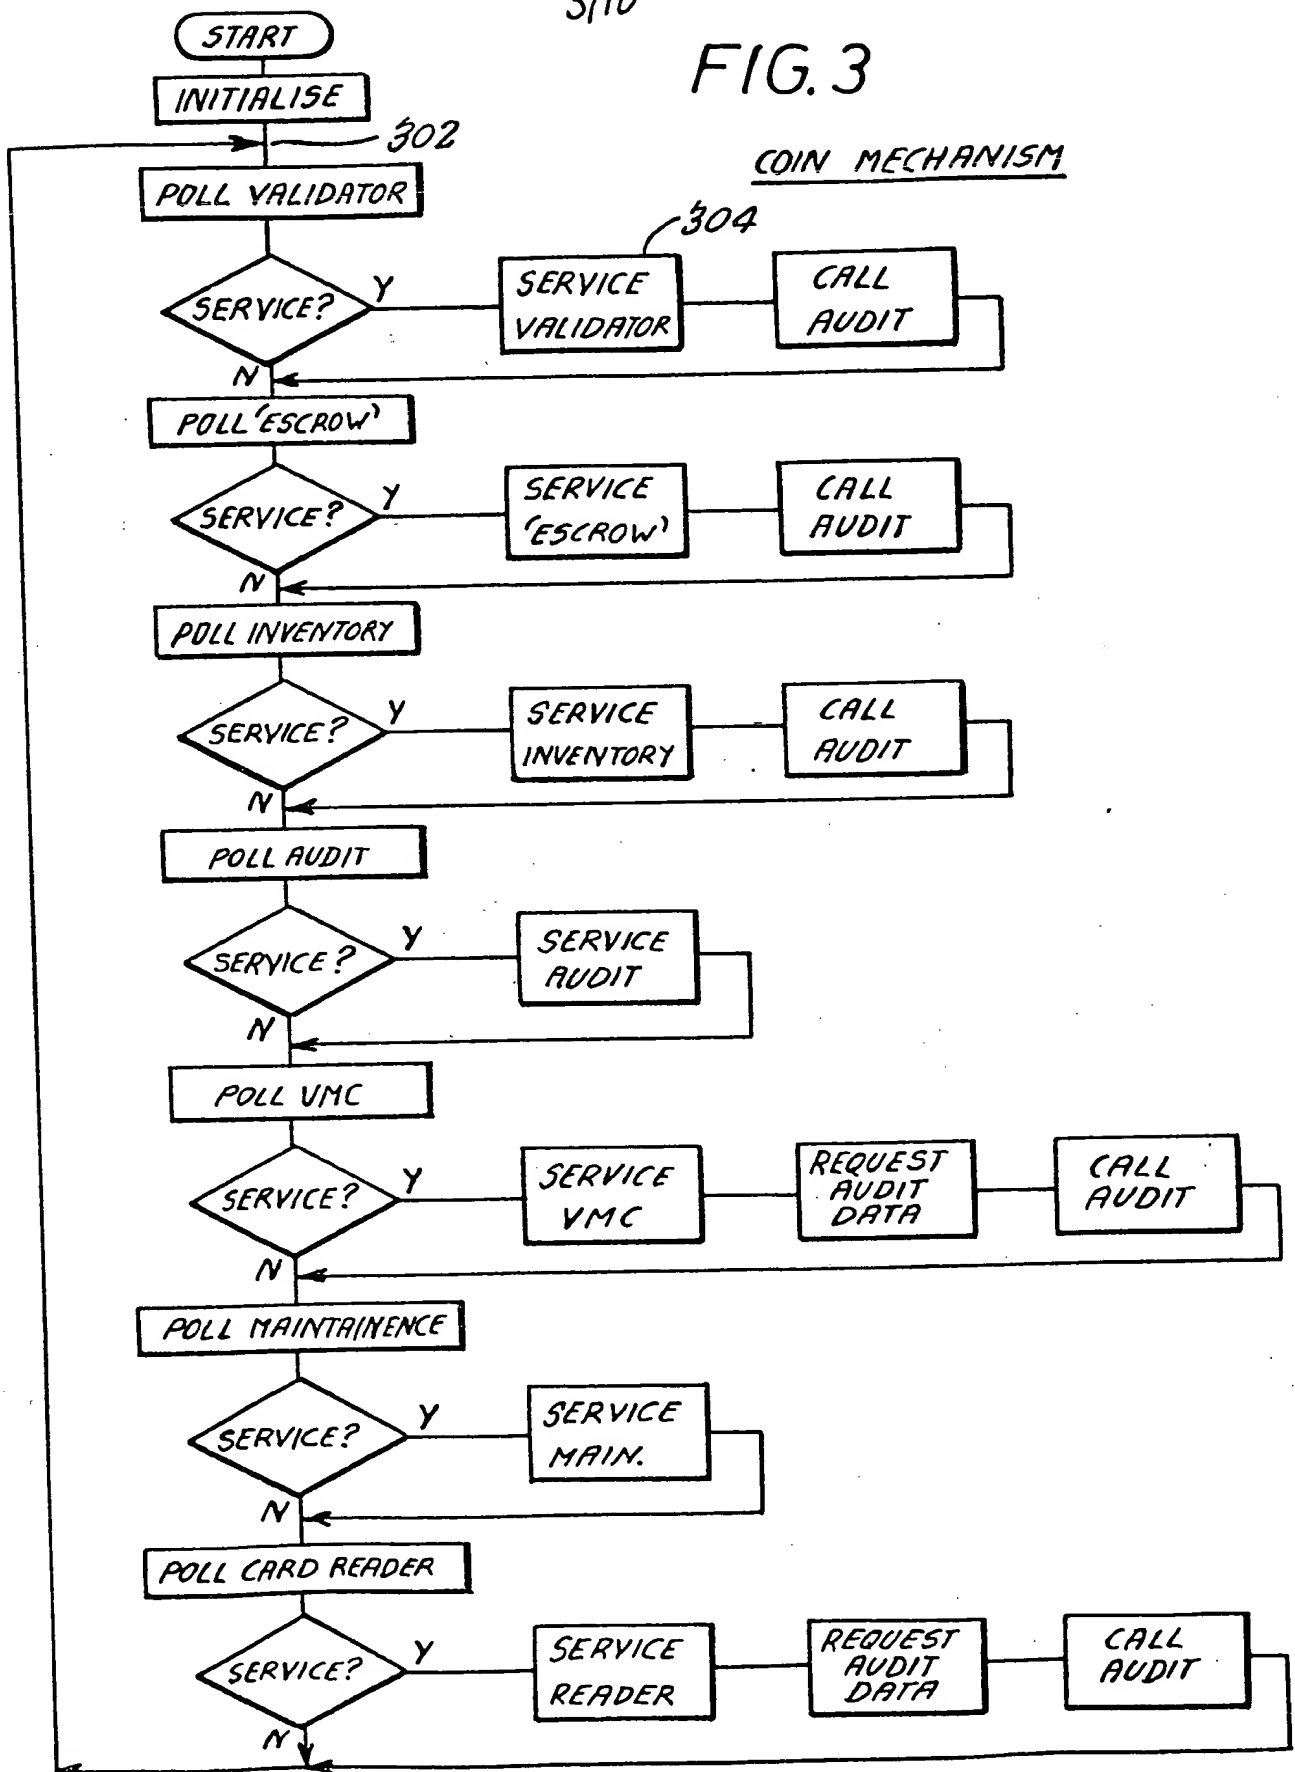 3/10
START
FIG. 3
INITIALISE
302
COIN MECHANISM
POLL VALIDATOR
304
SERVICE?
Y
SERVICE
VALIDATOR
CALL
AUDIT
N
POLL 'ESCROW'
SERVICE?
Y
SERVICE
'ESCROW'
CALL
AUDIT
N
POLL INVENTORY
SERVICE?
Y
SERVICE
INVENTORY
CALL
AUDIT
N
POLL AUDIT
SERVICE?
Y
SERVICE
AUDIT
N
POLL VMC
SERVICE?
Y
SERVICE
VMC
REQUEST
AUDIT
DATA
CALL
AUDIT
N
POLL MAINTAINENCE
SERVICE?
Y
SERVICE
MAIN.
N
POLL CARD READER
SERVICE?
Y
SERVICE
READER
REQUEST
AUDIT
DATA
CALL
AUDIT
N